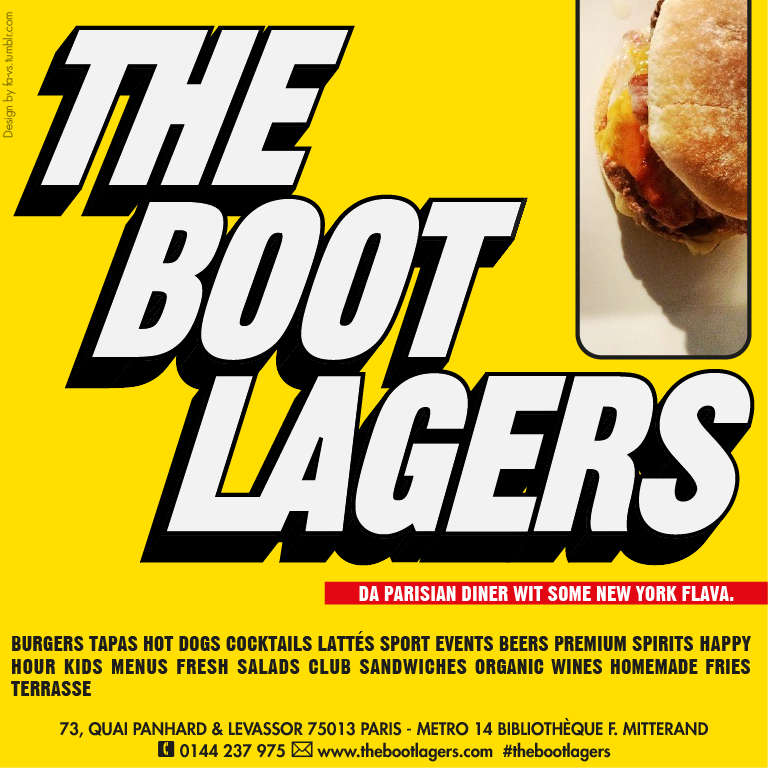 Design by fa-vs.tumblr.com
THE
BOOT
LAGERS
DA PARISIAN DINER WIT SOME NEW YORK FLAVA.
BURGERS TAPAS HOT DOGS COCKTAILS LATTÉS SPORT EVENTS BEERS PREMIUM SPIRITS HAPPY
HOUR KIDS MENUS FRESH SALADS CLUB SANDWICHES ORGANIC WINES HOMEMADE FRIES
TERRASSE
73, QUAI PANHARD & LEVASSOR 75013 PARIS - METRO 14 BIBLIOTHÈQUE F. MITTERAND
0144 237 975 www.thebootlagers.com #thebootlagers